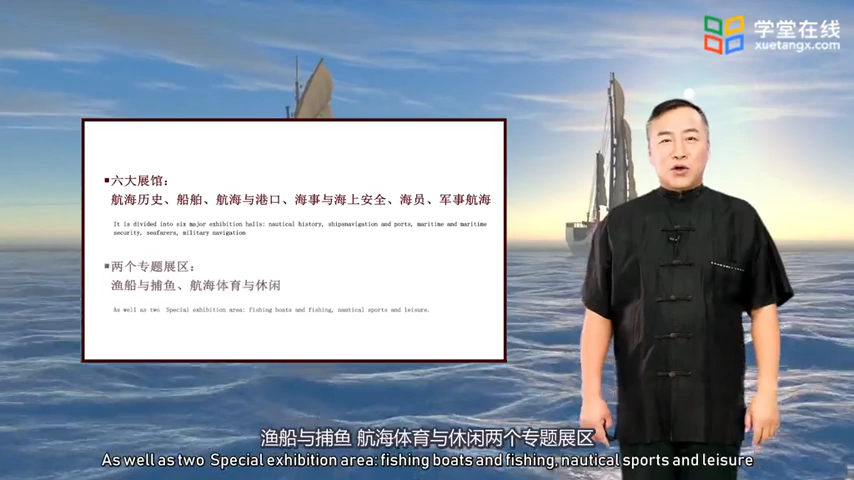 学堂在线
xuetangx.com
▪六大展馆：
航海历史、船舶、航海与港口、海事与海上安全、海员、军事航海
It is divided into six major exhibition halls: nautical history, shipsnavigation and ports, maritime and maritime
security, seafarers, military navigation
▪两个专题展区：
渔船与捕鱼、航海体育与休闲
As well as two Special exhibition area: fishing boats and fishing, nautical sports and leisure.
渔船与捕鱼 航海体育与休闲两个专题展区
As well as two Special exhibition area: fishing boats and fishing, nautical sports and leisure